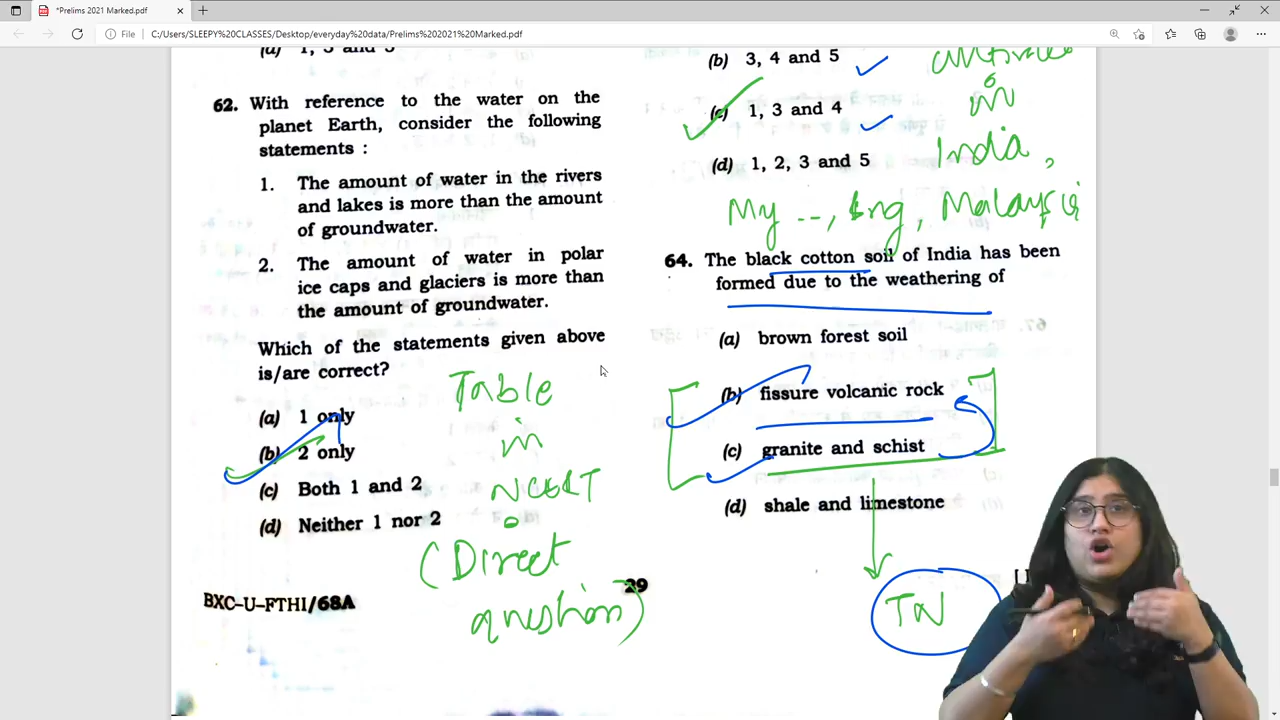 *Prelims 2021 Marked.pdf
File
C:/Users/SLEEPY%20CLASSES/Desktop/everyday%20data/Prelims%202021%20Marked.pdf
62. With reference to the water on the
planet Earth, consider the following
statements :
1. The amount of water in the rivers
and lakes is more than the amount
of groundwater.
2. The amount of water in polar
ice caps and glaciers is more than
the amount of groundwater.
Which of the statements given above
is/are correct?
(a) 1 only
(b) 2 only
(c) Both 1 and 2
(d) Neither 1 nor 2
Table
in
NCERT
(Direct
question)
BXC-U-FTHI/68A
29
(b) 3, 4 and 5
(c) 1, 3 and 4
(d) 1, 2, 3 and 5
in
India,
My --, Eng, Malaysia
64. The black cotton soil of India has been
formed due to the weathering of
(a) brown forest soil
(b) fissure volcanic rock
(c) granite and schist
(d) shale and limestone
TN